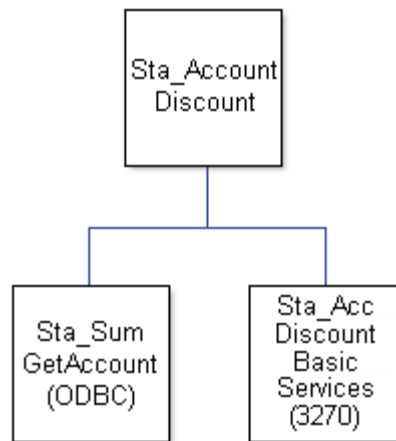 Sta_Account
Discount
Sta_Sum
GetAccount
(ODBC)
Sta_Acc
Discount
Basic
Services
(3270)